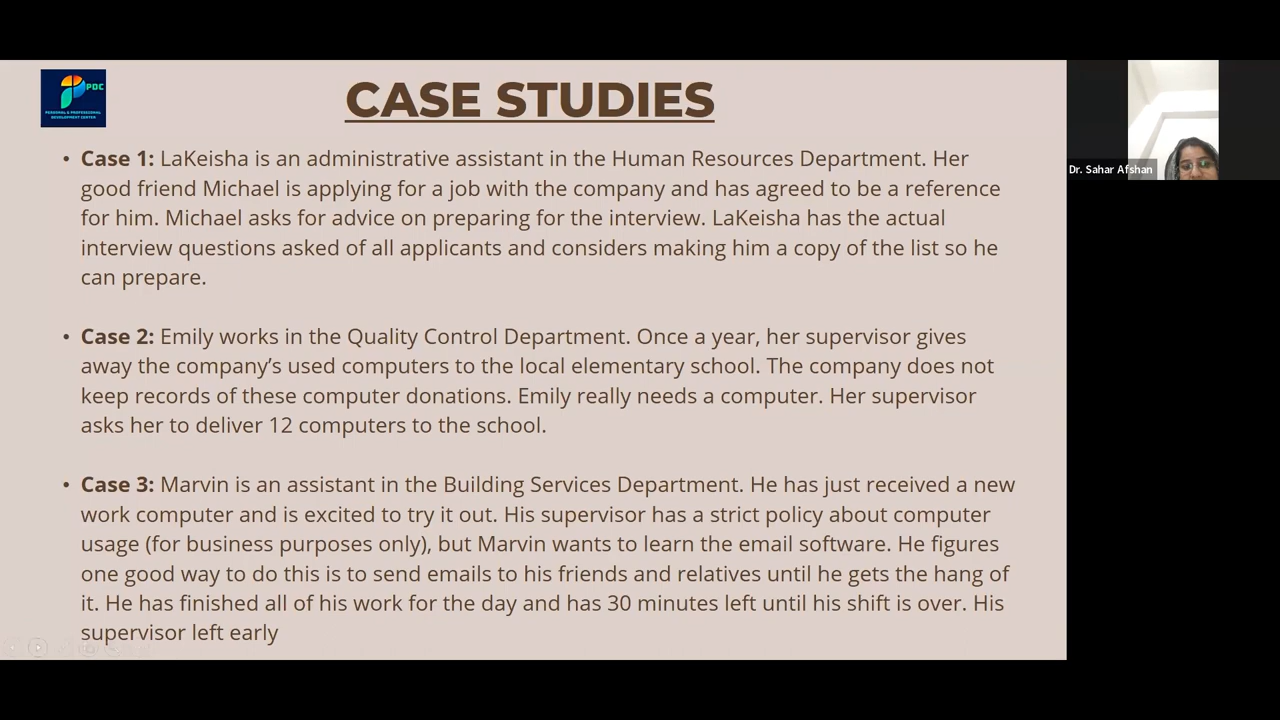 PDC
PERSONAL & PROFESSIONAL
DEVELOPMENT CENTER
CASE STUDIES
• Case 1: LaKeisha is an administrative assistant in the Human Resources Department. Her
good friend Michael is applying for a job with the company and has agreed to be a reference
for him. Michael asks for advice on preparing for the interview. LaKeisha has the actual
interview questions asked of all applicants and considers making him a copy of the list so he
can prepare.
• Case 2: Emily works in the Quality Control Department. Once a year, her supervisor gives
away the company’s used computers to the local elementary school. The company does not
keep records of these computer donations. Emily really needs a computer. Her supervisor
asks her to deliver 12 computers to the school.
• Case 3: Marvin is an assistant in the Building Services Department. He has just received a new
work computer and is excited to try it out. His supervisor has a strict policy about computer
usage (for business purposes only), but Marvin wants to learn the email software. He figures
one good way to do this is to send emails to his friends and relatives until he gets the hang of
it. He has finished all of his work for the day and has 30 minutes left until his shift is over. His
supervisor left early
Dr. Sahar Afshan